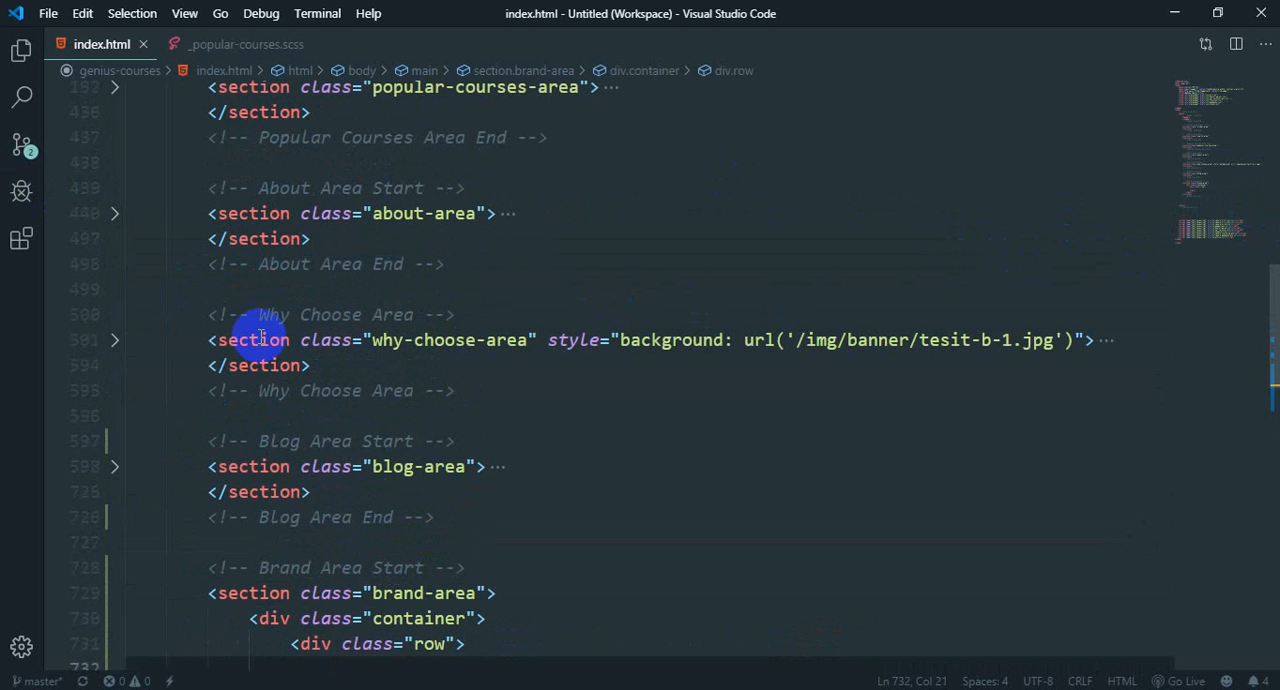 File Edit Selection View Go Debug Terminal Help index.html - Untitled (Workspace) - Visual Studio Code
index.html _popular-courses.scss
genius-courses > index.html > html > body > main > section.brand-area > div.container > div.row
192 <section class="popular-courses-area"> ...
436 </section>
437 <!-- Popular Courses Area End -->
438
439 <!-- About Area Start -->
440 <section class="about-area"> ...
497 </section>
498 <!-- About Area End -->
499
500 <!-- Why Choose Area -->
501 <section class="why-choose-area" style="background: url('/img/banner/tesit-b-1.jpg')"> ...
594 </section>
595 <!-- Why Choose Area -->
596
597 <!-- Blog Area Start -->
598 <section class="blog-area"> ...
725 </section>
726 <!-- Blog Area End -->
727
728 <!-- Brand Area Start -->
729 <section class="brand-area">
730 <div class="container">
731 <div class="row">
732
2
master* 0 0 Ln 732, Col 21 Spaces: 4 UTF-8 CRLF HTML Go Live 4